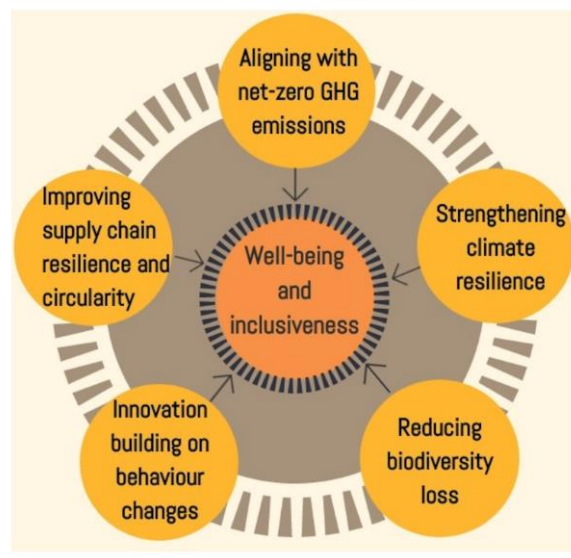 Aligning with
net-zero GHG
emissions
Improving
supply chain
resilience and
circularity
Strengthening
climate
resilience
Well-being
and
inclusiveness
Innovation
building on
behaviour
changes
Reducing
biodiversity
loss